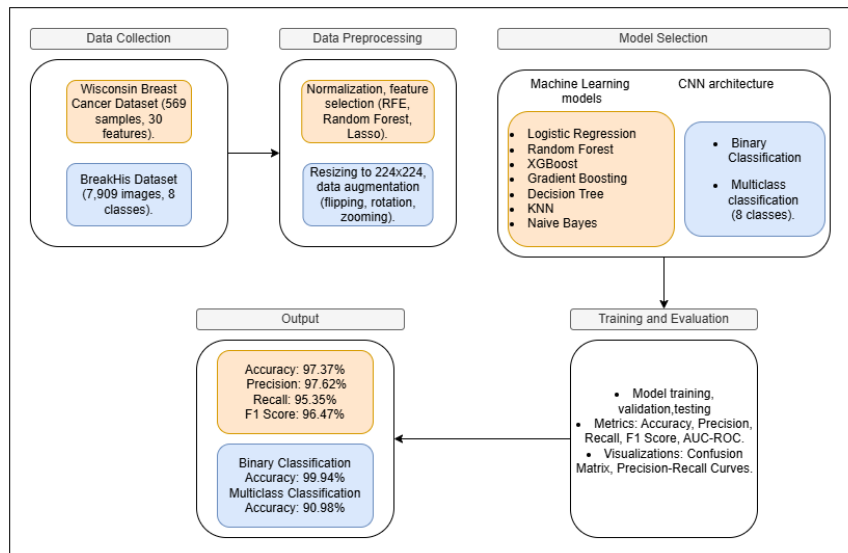 Data Collection
Wisconsin Breast
Cancer Dataset (569
samples, 30
features).
BreakHis Dataset
(7,909 images, 8
classes).
Data Preprocessing
Normalization, feature
selection (RFE,
Random Forest,
Lasso).
Resizing to 224x224,
data augmentation
(flipping, rotation,
zooming).
Model Selection
Machine Learning
models
• Logistic Regression
• Random Forest
• XGBoost
• Gradient Boosting
• Decision Tree
• KNN
• Naive Bayes
CNN architecture
• Binary
Classification
• Multiclass
classification
(8 classes).
Training and Evaluation
• Model training,
validation,testing
• Metrics: Accuracy, Precision,
Recall, F1 Score, AUC-ROC.
• Visualizations: Confusion
Matrix, Precision-Recall Curves.
Output
Accuracy: 97.37%
Precision: 97.62%
Recall: 95.35%
F1 Score: 96.47%
Binary Classification
Accuracy: 99.94%
Multiclass Classification
Accuracy: 90.98%